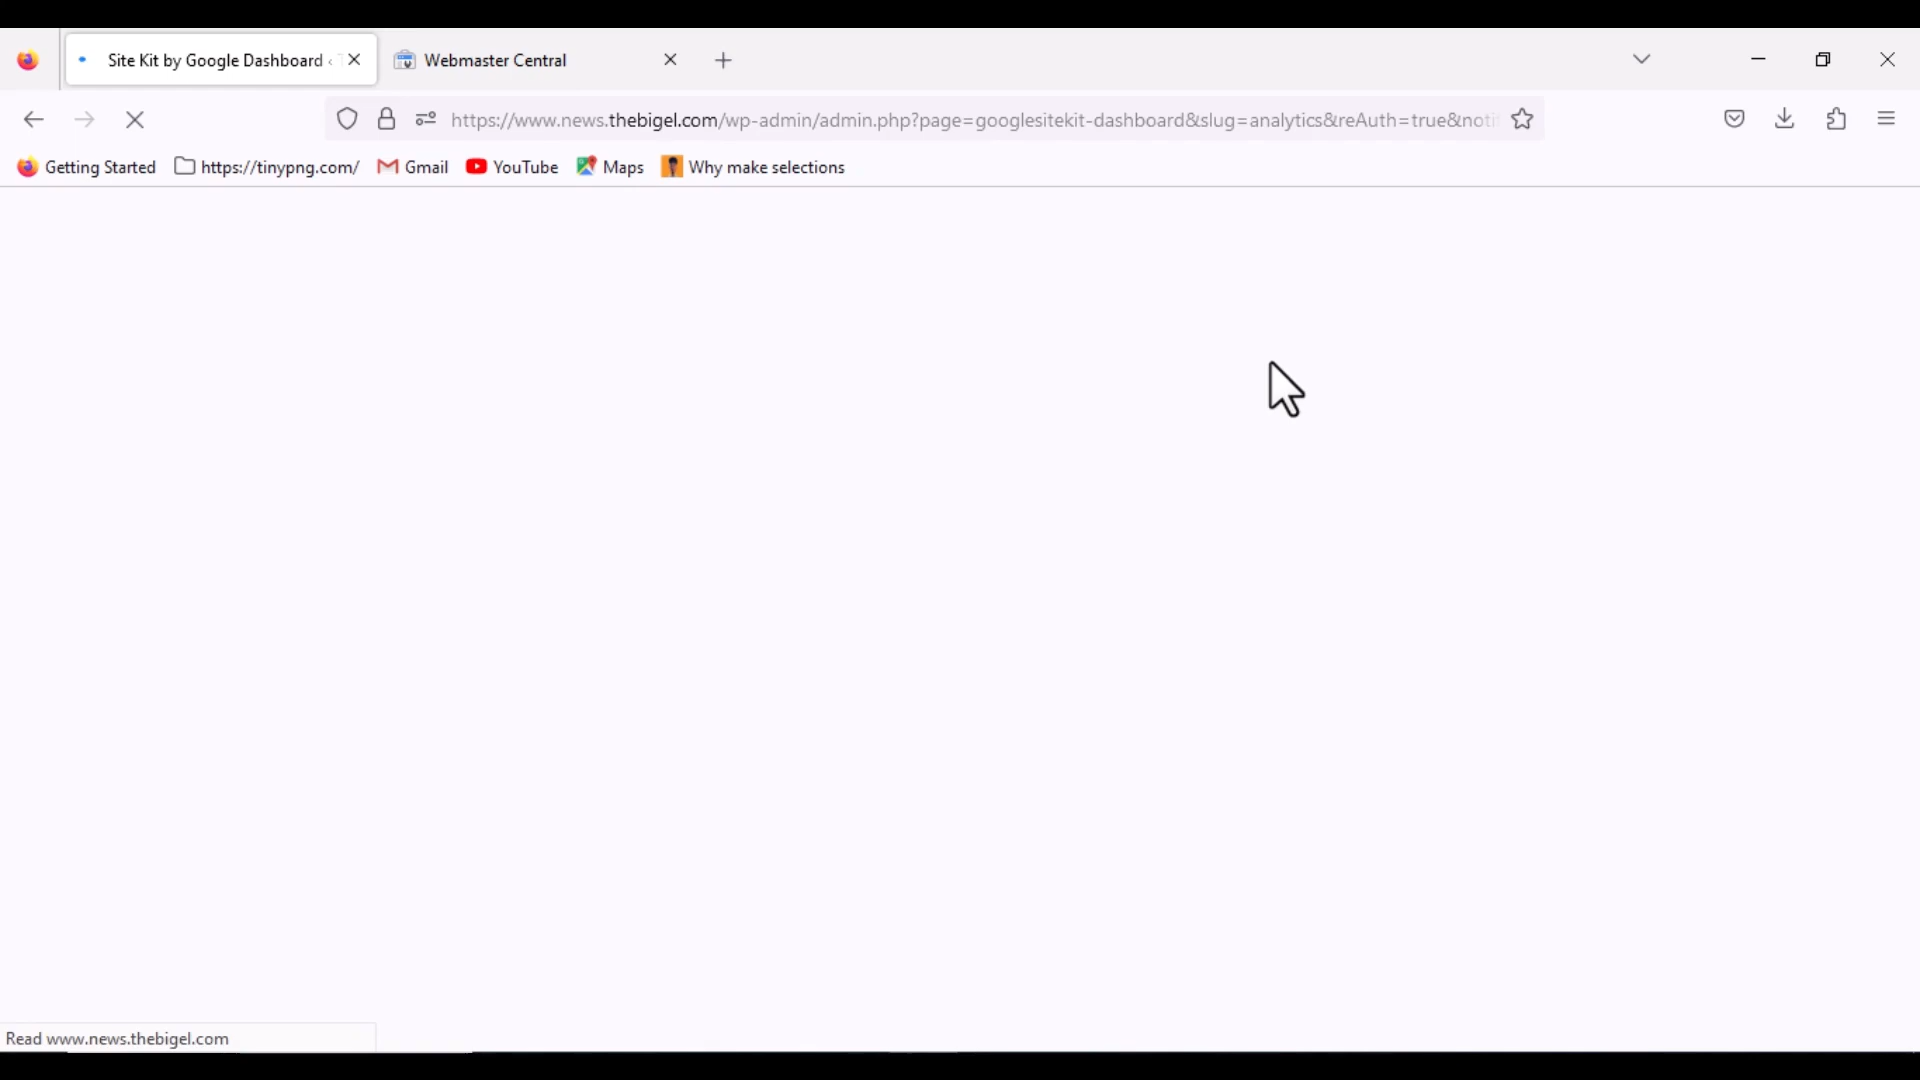 Site Kit by Google Dashboard ‹
Webmaster Central
https://www.news.thebigel.com/wp-admin/admin.php?page=googlesitekit-dashboard&slug=analytics&reAuth=true&noti
Getting Started
https://tinypng.com/
Gmail
YouTube
Maps
Why make selections
Read www.news.thebigel.com